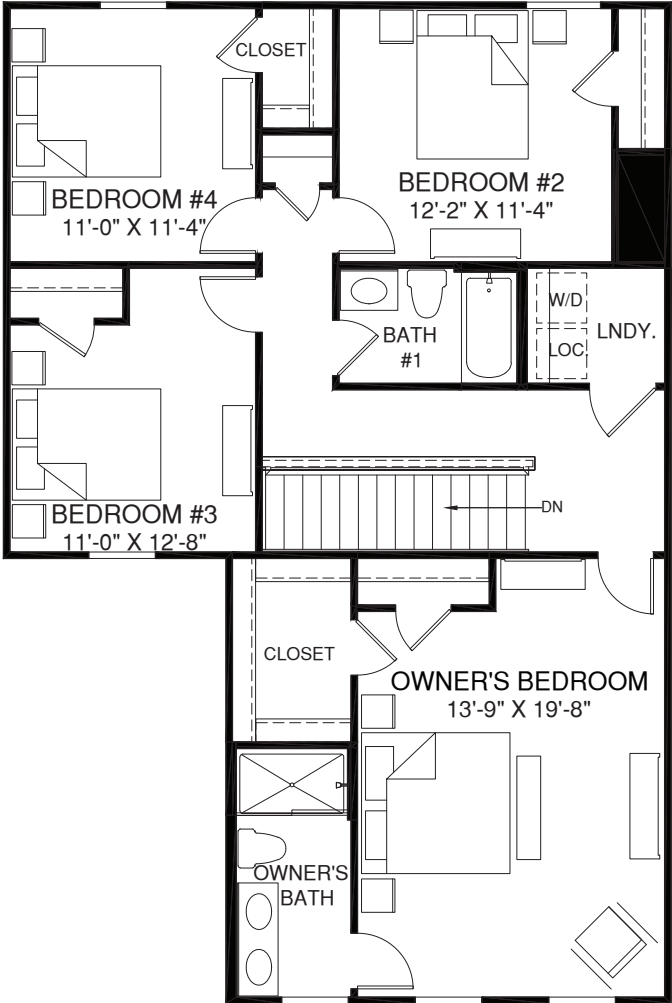 CLOSET
BEDROOM #4
11'-0" X 11'-4"
BEDROOM #2
12'-2" X 11'-4"
BATH
#1
W/D
LOC.
LNDY.
BEDROOM #3
11'-0" X 12'-8"
DN
CLOSET
OWNER'S BEDROOM
13'-9" X 19'-8"
OWNER'S
BATH